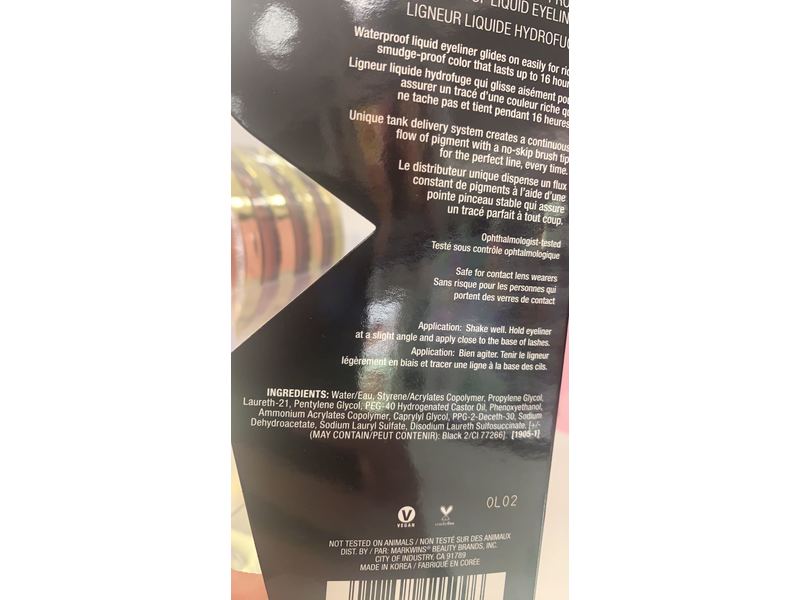 LIQUID EYELIN
LIGNEUR LIQUIDE HYDROFUG
Waterproof liquid eyeliner glides on easily for ric
smudge-proof color that lasts up to 16 hour
Ligneur liquide hydrofuge qui glisse aisément pou
assurer un tracé d'une couleur riche q
ne tache pas et tient pendant 16 heures
Unique tank delivery system creates a continuous
flow of pigment with a no-skip brush tip
for the perfect line, every time.
Le distributeur unique dispense un flux
constant de pigments à l'aide d'une
pointe pinceau stable qui assure
un tracé parfait à tout coup.
Ophthalmologist-tested
Testé sous contrôle ophtalmologique
Safe for contact lens wearers
Sans risque pour les personnes qui
portent des verres de contact
Application: Shake well. Hold eyeliner
at a slight angle and apply close to the base of lashes.
Application: Bien agiter. Tenir le ligneur
légèrement en biais et tracer une ligne à la base des cils.
INGREDIENTS: Water/Eau, Styrene/Acrylates Copolymer, Propylene Glycol,
Laureth-21, Pentylene Glycol, PEG-40 Hydrogenated Castor Oil, Phenoxyethanol,
Ammonium Acrylates Copolymer, Caprylyl Glycol, PPG-2-Deceth-30, Sodium
Dehydroacetate, Sodium Lauryl Sulfate, Disodium Laureth Sulfosuccinate. [+/-
(MAY CONTAIN/PEUT CONTENIR): Black 2/CI 77266]. [1905-1]
0L02
V
VEGAN
NOT TESTED ON ANIMALS / NON TESTÉ SUR DES ANIMAUX
DIST. BY / PAR: MARKWINS® BEAUTY BRANDS, INC.
CITY OF INDUSTRY, CA 91789
MADE IN KOREA / FABRIQUÉ EN CORÉE